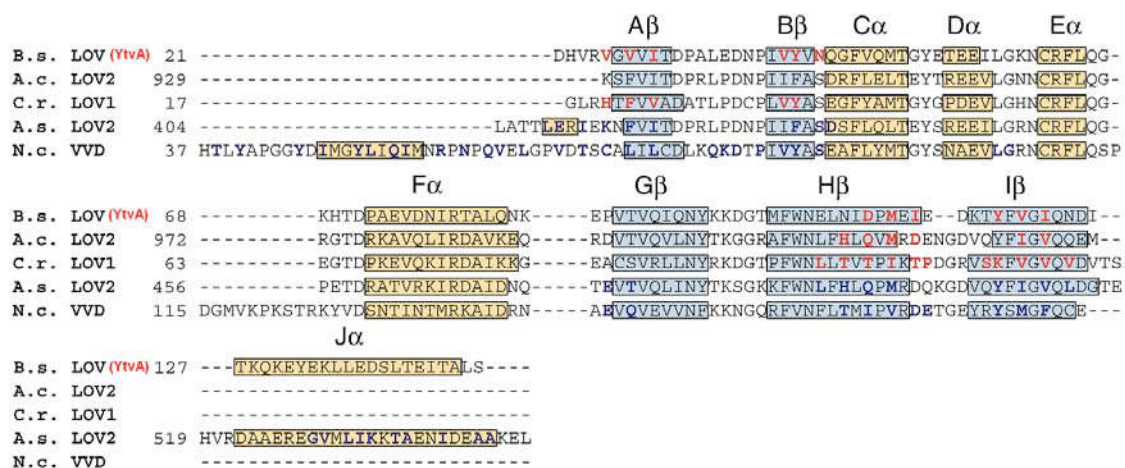 Aβ Bβ Cα Dα Eα
B.s. LOV (YtvA) 21 ------------------------------DHVRVGVVITDPALEDNPIVYVNQGFVQMTGYETEEILGKNCRFLQG-
A.c. LOV2 929 -----------------------------------KSFVITDPRLPDNPIIFASDRFLELTEYTREEVLGNNCRFLQG-
C.r. LOV1 17 -------------------------------GLRHTFVVADATLPDCPLVYASEGFYAMTGYGPDEVLGHNCRFLQG-
A.s. LOV2 404 -------------------------LATTLERIEKNFVITDPRLPDNPIIFASDSFLQLTEYSREEILGRNCRFLQG-
N.c. VVD 37 HTLYAPGGYDIMGYLIQIMNRPNPQVELGPVDTSCALILCDLKQKDTPIVYASEAFLYMTGYSNAEVLGRNCRFLQSP
Fα Gβ Hβ Iβ
B.s. LOV (YtvA) 68 ----------KHTDPAEVDNIRTALQNK-----EPVTVQIQNYKKDGTMFWNELNIDPMEIE--DKTYFVGIQNDI-
A.c. LOV2 972 ----------RGTDRKAVQLIRDAVKEQ-----RDVTVQVLNYTKGGRAFWNLFHLQVMRDENGDVQYFIGVQQEM-
C.r. LOV1 63 ----------EGTDPKEVQKIRDAIKKG-----EACSVRLLNYRKDGTPFWNLLTVTPIKTPDGRVSKFVGVQVDVTS
A.s. LOV2 456 ----------PETDRATVRKIRDAIDNQ-----TEVTVQLINYTKSGKKFWNLFHLQPMRDQKGDVQYFIGVQLDGTE
N.c. VVD 115 DGMVKPKSTRKYVDSNTINTMRKAIDRN-----AEVQVEVVNFKKNGQRFVNFLTMIPVRDETGEYRYSMGFQCE---
Jα
B.s. LOV (YtvA) 127 ---TKQKEYEKLLEDSLTEITALS----
A.c. LOV2 ----------------------------
C.r. LOV1 ----------------------------
A.s. LOV2 519 HVRDAAEREGVMLIKKTAENIDEAAKEL
N.c. VVD ----------------------------